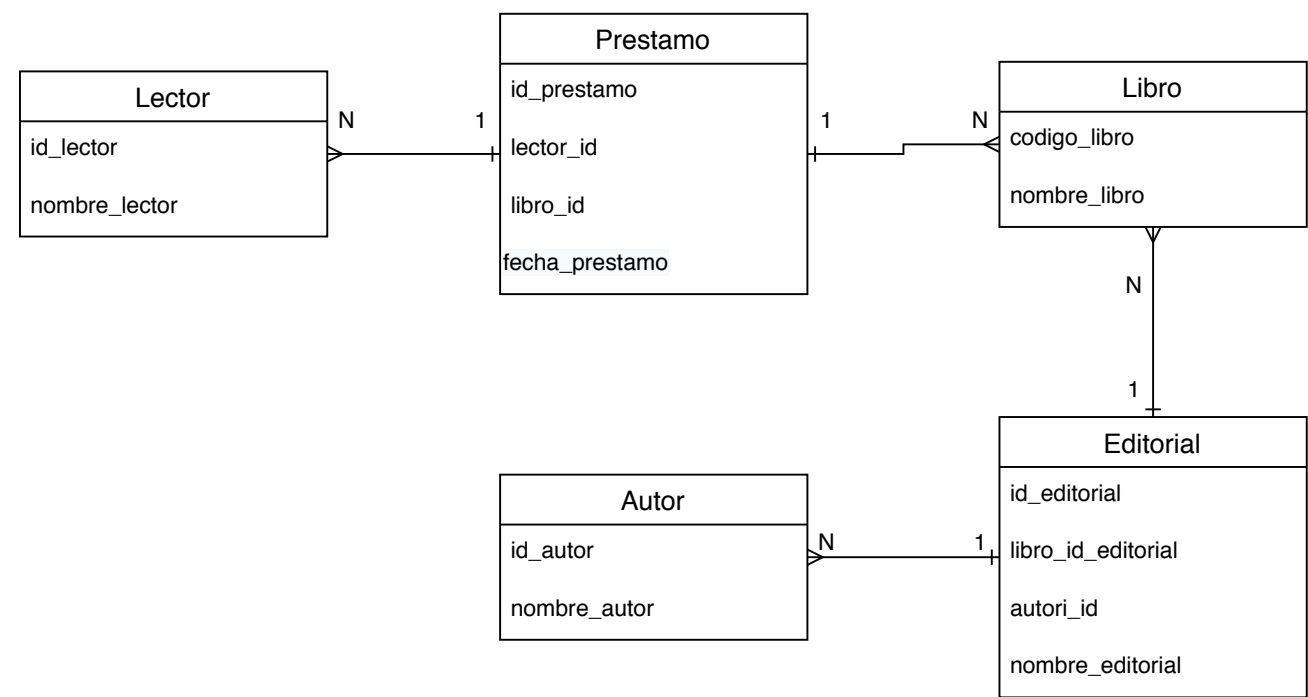 Prestamo
id_prestamo
lector_id
libro_id
fecha_prestamo
Lector
id_lector
nombre_lector
N
1
1
N
Libro
codigo_libro
nombre_libro
N
1
Editorial
id_editorial
libro_id_editorial
autori_id
nombre_editorial
Autor
id_autor
nombre_autor
N
1